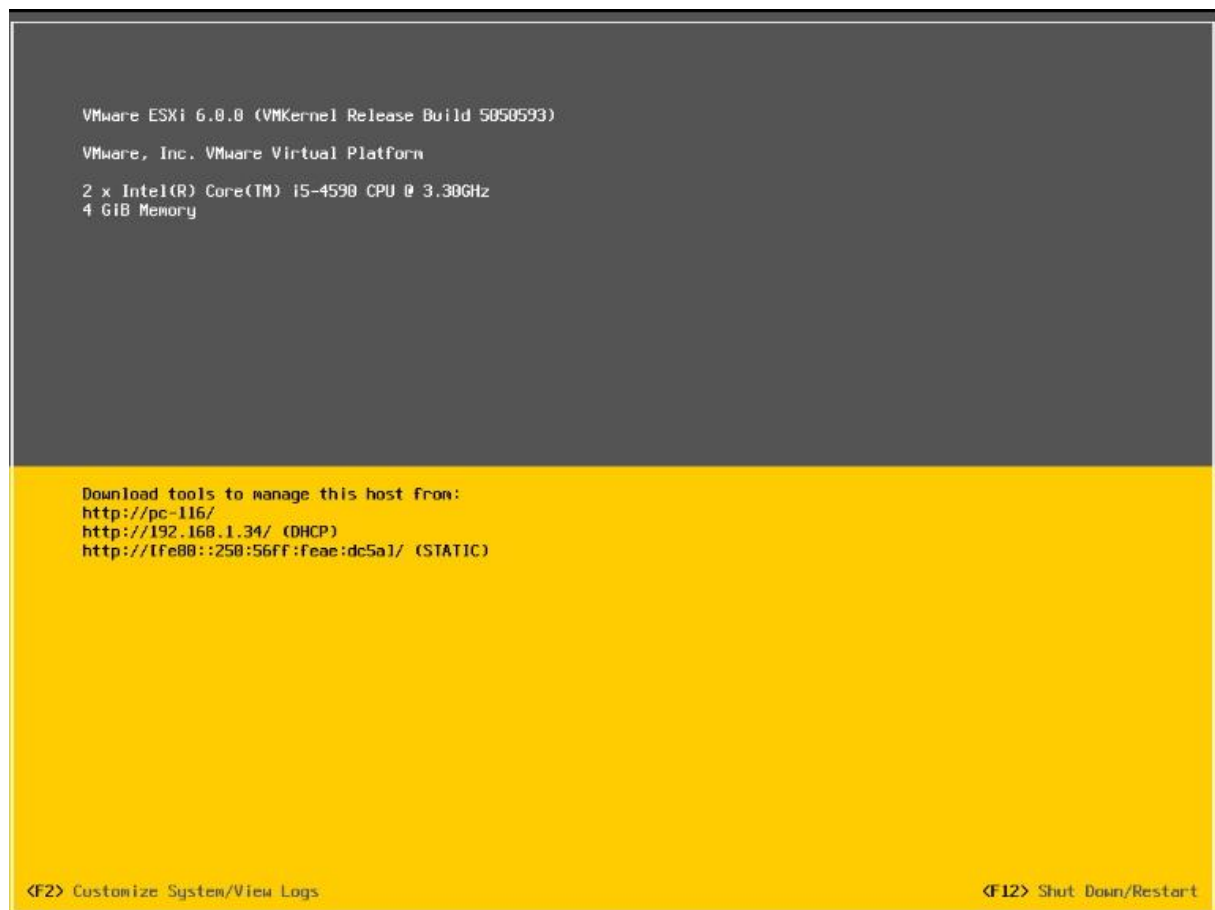 VMware ESXi 6.0.0 (VMKernel Release Build 5050593)
VMware, Inc. VMware Virtual Platform
2 x Intel(R) Core(TM) i5-4590 CPU @ 3.30GHz
4 GiB Memory
Download tools to manage this host from:
http://pc-116/
http://192.168.1.34/ (DHCP)
http://[fe80::250:56ff:feae:dc5a]/ (STATIC)
<F2> Customize System/View Logs
<F12> Shut Down/Restart